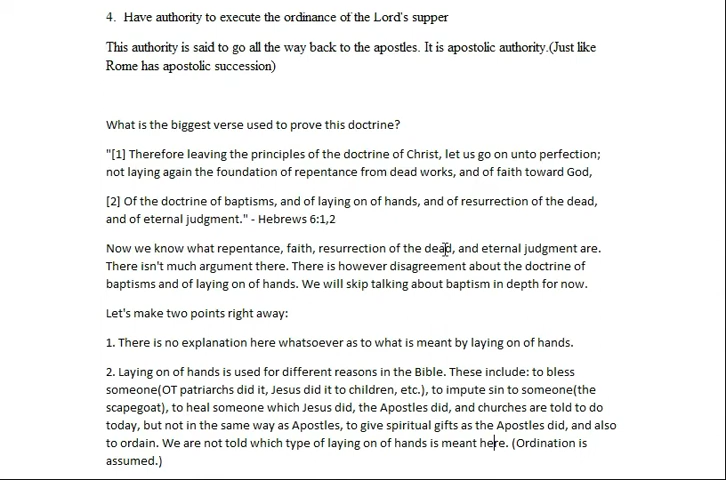 4. Have authority to execute the ordinance of the Lord's supper
This authority is said to go all the way back to the apostles. It is apostolic authority.(Just like
Rome has apostolic succession)
What is the biggest verse used to prove this doctrine?
"[1] Therefore leaving the principles of the doctrine of Christ, let us go on unto perfection;
not laying again the foundation of repentance from dead works, and of faith toward God,
[2] Of the doctrine of baptisms, and of laying on of hands, and of resurrection of the dead,
and of eternal judgment." - Hebrews 6:1,2
Now we know what repentance, faith, resurrection of the dead, and eternal judgment are.
There isn't much argument there. There is however disagreement about the doctrine of
baptisms and of laying on of hands. We will skip talking about baptism in depth for now.
Let's make two points right away:
1. There is no explanation here whatsoever as to what is meant by laying on of hands.
2. Laying on of hands is used for different reasons in the Bible. These include: to bless
someone(OT patriarchs did it, Jesus did it to children, etc.), to impute sin to someone(the
scapegoat), to heal someone which Jesus did, the Apostles did, and churches are told to do
today, but not in the same way as Apostles, to give spiritual gifts as the Apostles did, and also
to ordain. We are not told which type of laying on of hands is meant here. (Ordination is
assumed.)